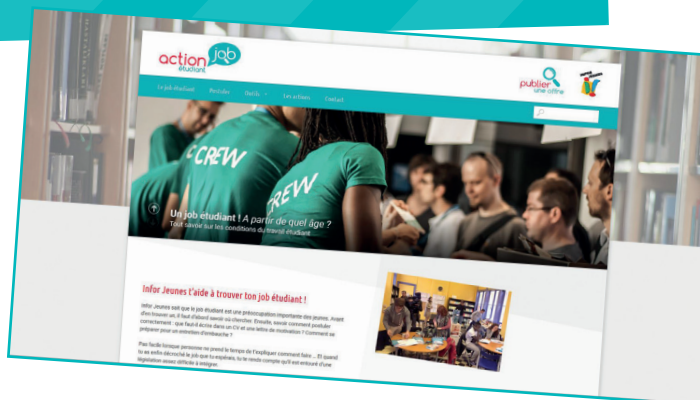 action job
étudiant
publier
une offre
Le job étudiant Postuler Outils Les actions Contact
CREW
CREW
Un job étudiant ! A partir de quel âge ?
Tout savoir sur les conditions du travail étudiant
Infor Jeunes t'aide à trouver ton job étudiant !
Infor Jeunes sait que le job étudiant est une préoccupation importante des jeunes. Avant
d'en trouver un, il faut d'abord savoir où chercher. Ensuite, savoir comment postuler
correctement : que faut-il écrire dans un CV et une lettre de motivation ? Comment se
préparer pour un entretien d'embauche ?
Pas facile lorsque personne ne prend le temps de t'expliquer comment faire ... Et quand
tu as enfin décroché le job que tu espérais, tu te rends compte qu'il est entouré d'une
législation assez difficile à intégrer.